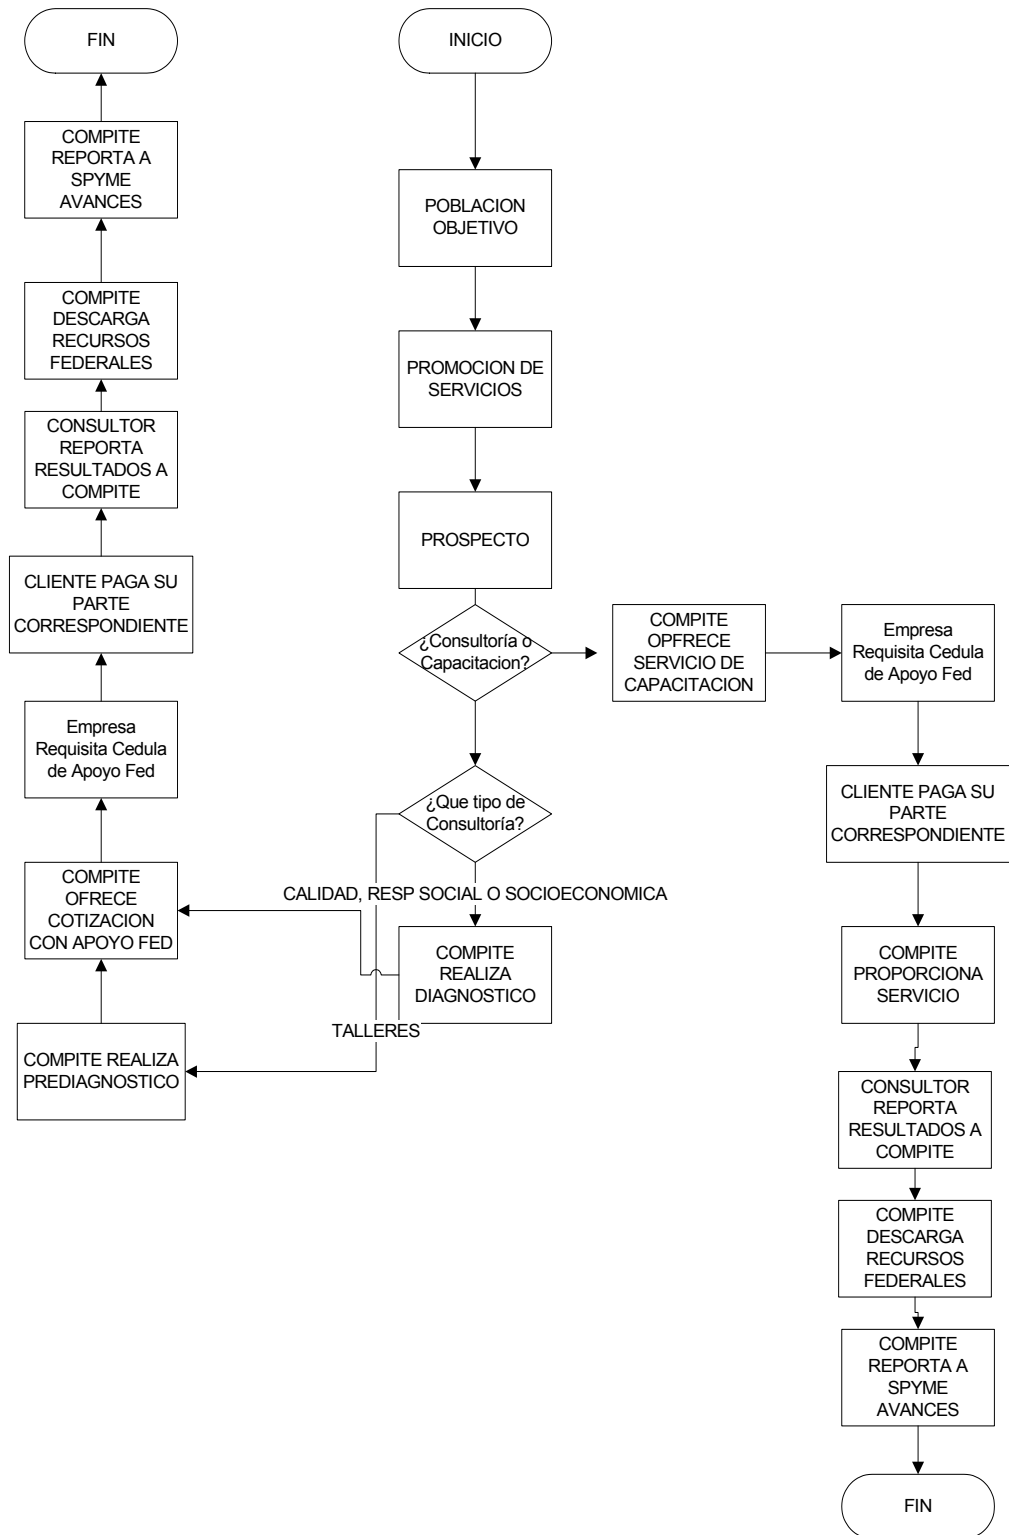 INICIO
POBLACION
OBJETIVO
PROMOCION DE
SERVICIOS
PROSPECTO
¿Consultoría o
Capacitacion?
COMPITE
OPFRECE
SERVICIO DE
CAPACITACION
Empresa
Requisita Cedula
de Apoyo Fed
CLIENTE PAGA SU
PARTE
CORRESPONDIENTE
COMPITE
PROPORCIONA
SERVICIO
CONSULTOR
REPORTA
RESULTADOS A
COMPITE
COMPITE
DESCARGA
RECURSOS
FEDERALES
COMPITE
REPORTA A
SPYME
AVANCES
FIN
¿Que tipo de
Consultoría?
CALIDAD, RESP SOCIAL O SOCIOECONOMICA
COMPITE
REALIZA
DIAGNOSTICO
TALLERES
COMPITE REALIZA
PREDIAGNOSTICO
COMPITE
OFRECE
COTIZACION
CON APOYO FED
Empresa
Requisita Cedula
de Apoyo Fed
CLIENTE PAGA SU
PARTE
CORRESPONDIENTE
CONSULTOR
REPORTA
RESULTADOS A
COMPITE
COMPITE
DESCARGA
RECURSOS
FEDERALES
COMPITE
REPORTA A
SPYME
AVANCES
FIN